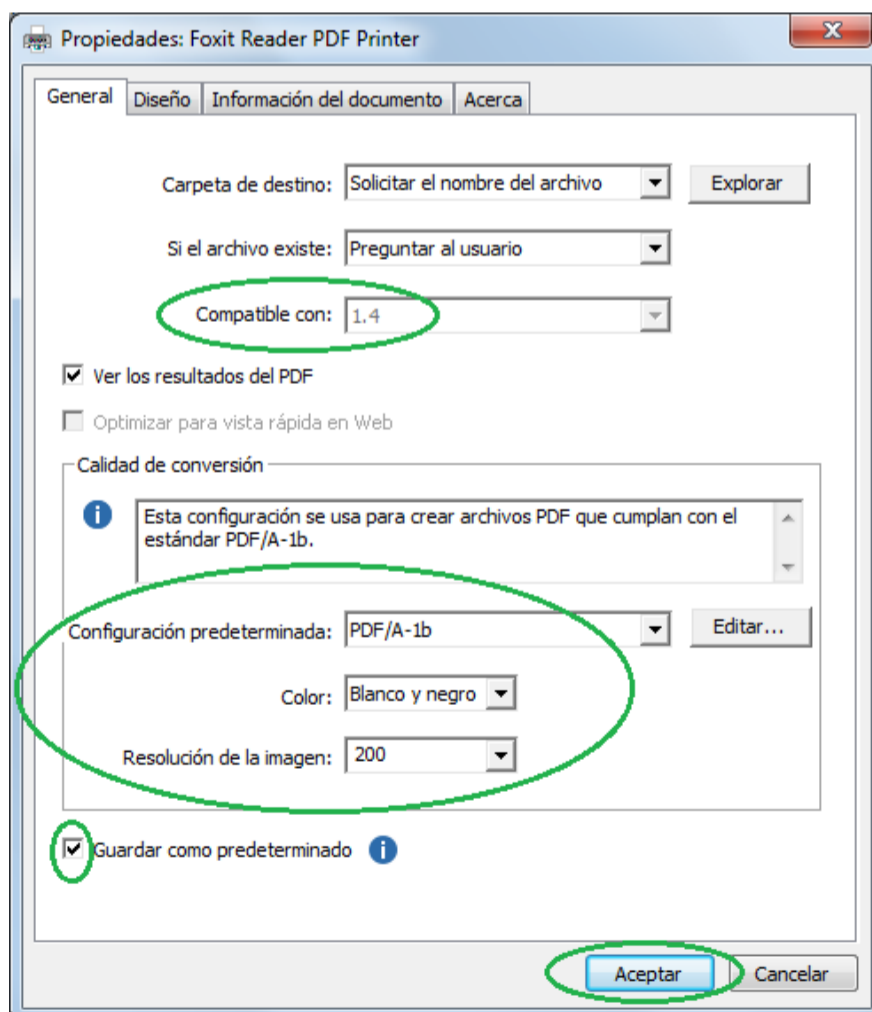 Propiedades: Foxit Reader PDF Printer
General Diseño Información del documento Acerca
Carpeta de destino: Solicitar el nombre del archivo Explorar
Si el archivo existe: Preguntar al usuario
Compatible con: 1.4
Ver los resultados del PDF
Optimizar para vista rápida en Web
Calidad de conversión
Esta configuración se usa para crear archivos PDF que cumplan con el
estándar PDF/A-1b.
Configuración predeterminada: PDF/A-1b Editar...
Color: Blanco y negro
Resolución de la imagen: 200
Guardar como predeterminado
Aceptar Cancelar